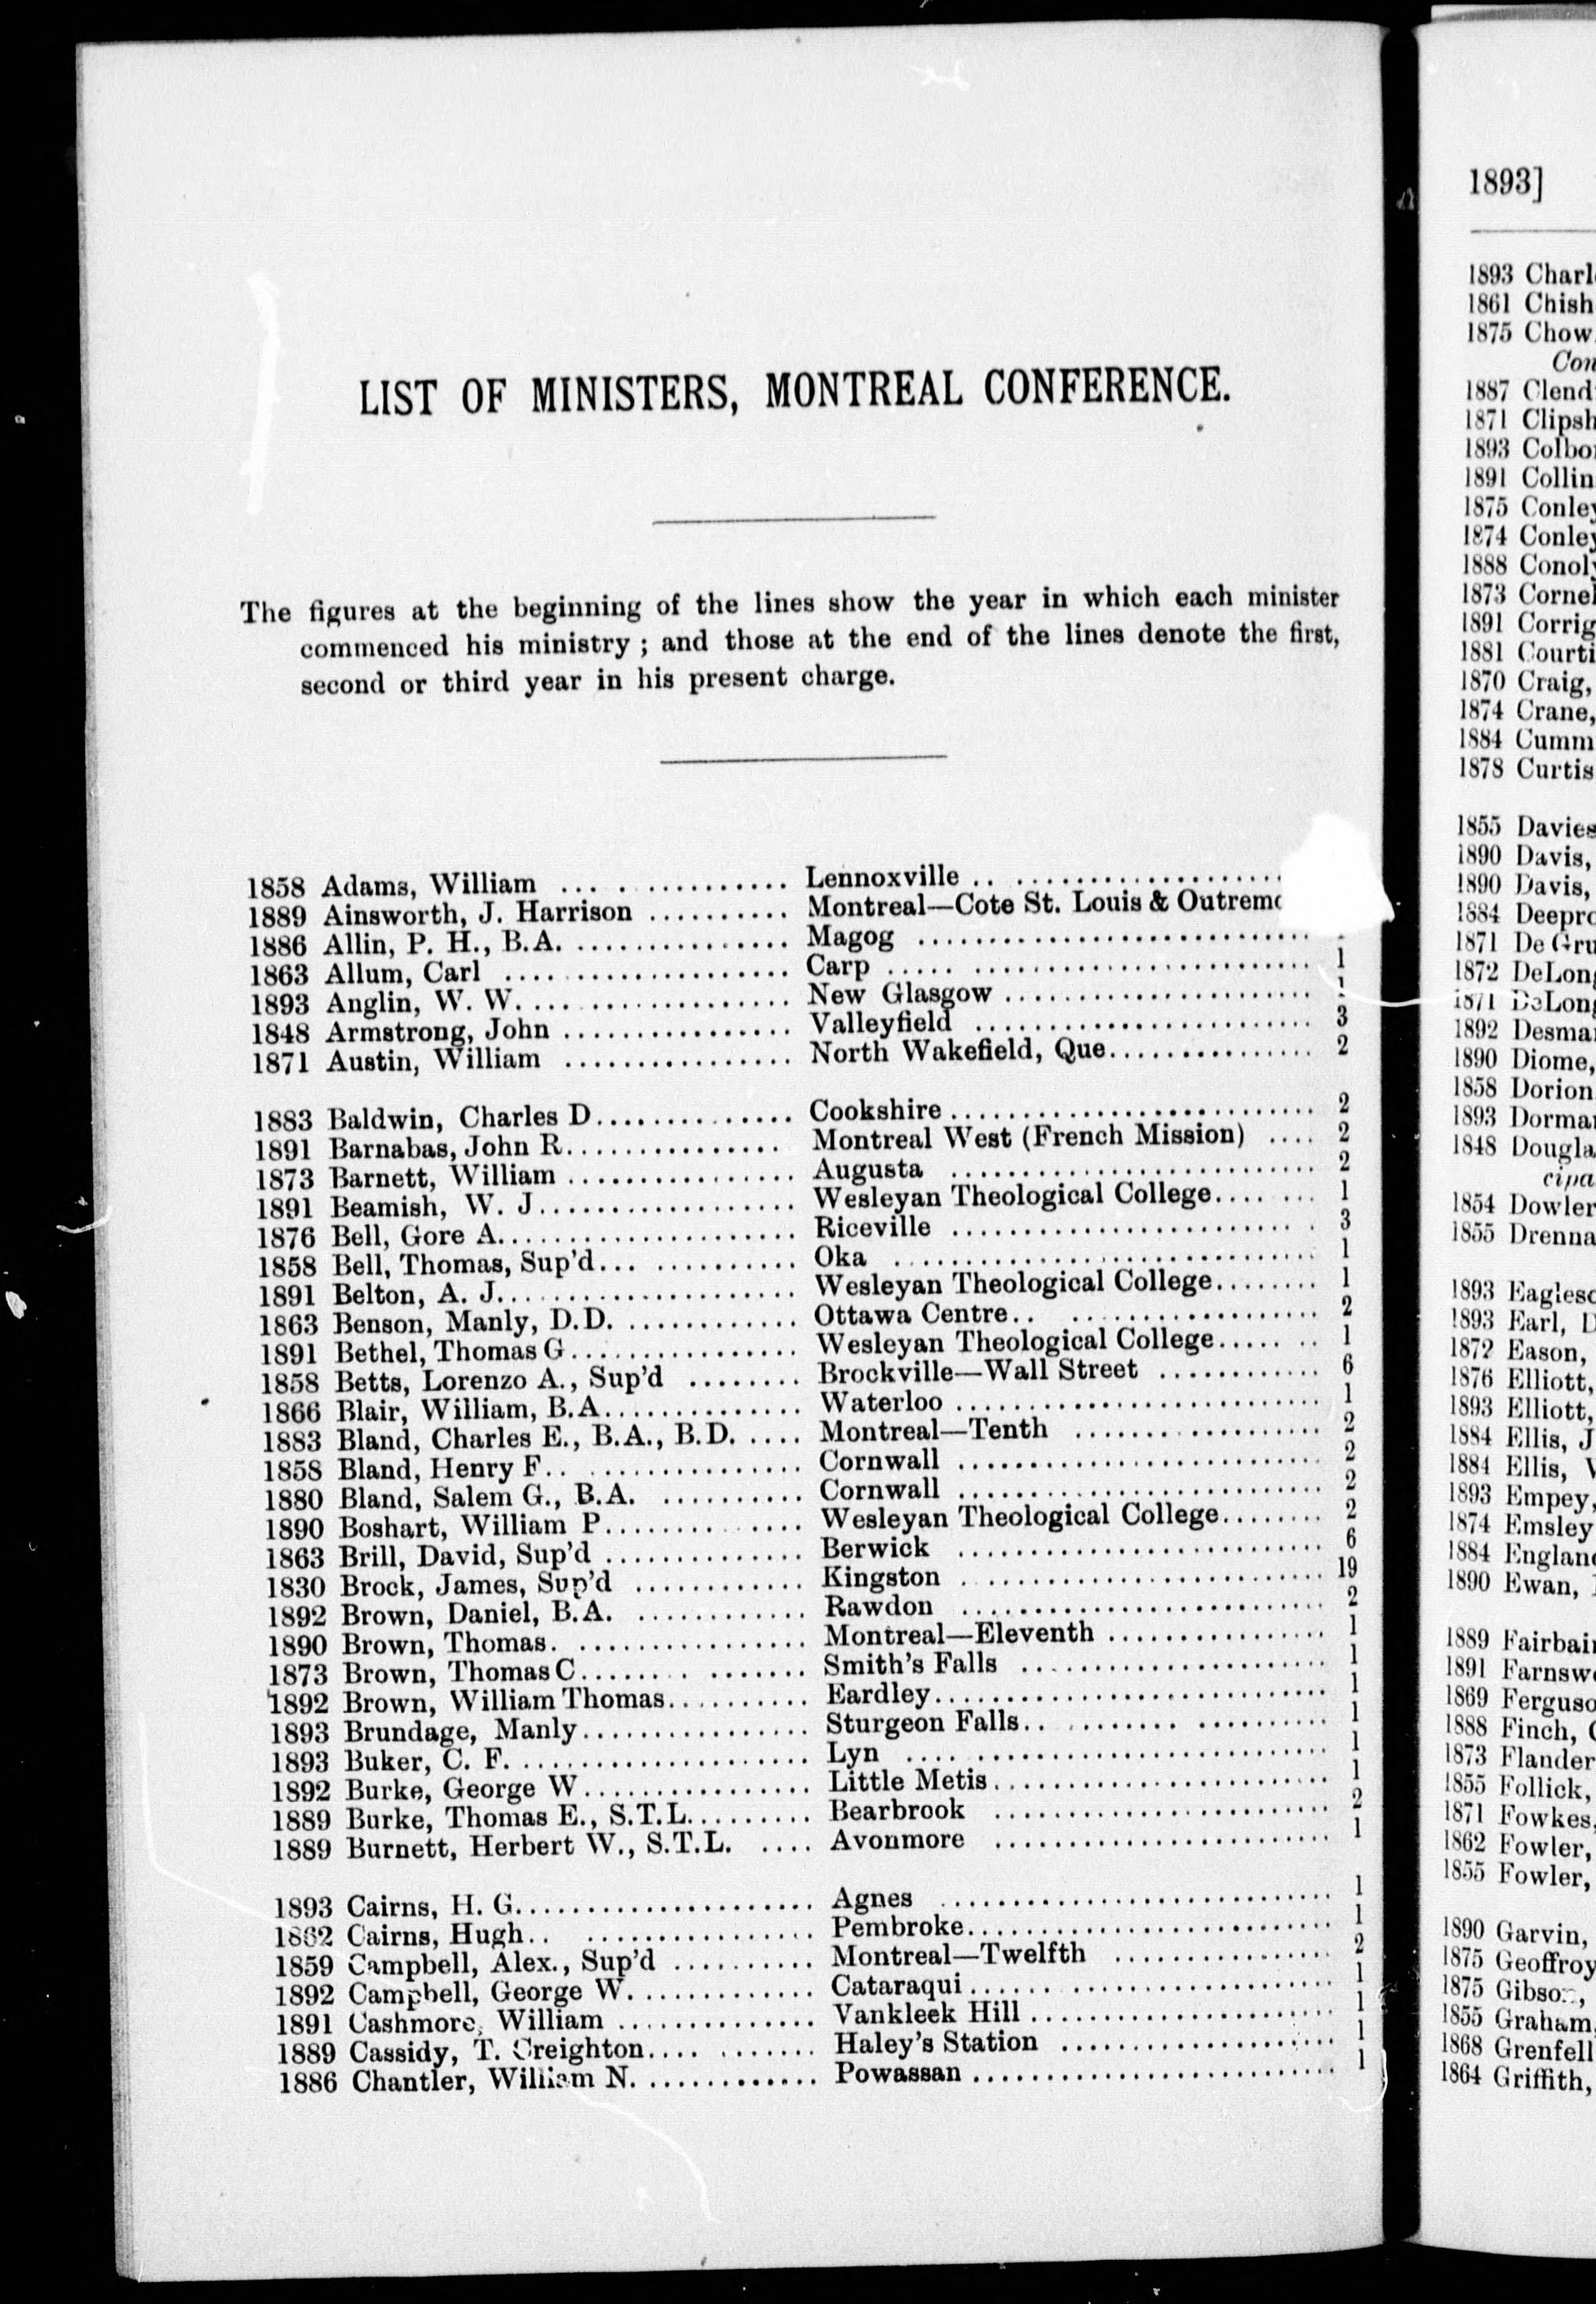 LIST OF MINISTERS, MONTREAL CONFERENCE.
The figures at the beginning of the lines show the year in which each minister
commenced his ministry ; and those at the end of the lines denote the first,
second or third year in his present charge.
1858 Adams, William .................. Lennoxville ......................
1889 Ainsworth, J. Harrison .......... Montreal—Cote St. Louis & Outremo
1886 Allin, P. H., B.A. ................ Magog ............................
1863 Allum, Carl ..................... Carp ............................. 1
1893 Anglin, W. W. ................... New Glasgow ...................... 1
1848 Armstrong, John ................ Valleyfield ........................ 3
1871 Austin, William ................ North Wakefield, Que............... 2
1883 Baldwin, Charles D.............. Cookshire......................... 2
1891 Barnabas, John R............... Montreal West (French Mission) .... 2
1873 Barnett, William ................ Augusta .......................... 2
1891 Beamish, W. J.................. Wesleyan Theological College....... 1
1876 Bell, Gore A..................... Riceville .......................... 3
1858 Bell, Thomas, Sup'd............. Oka .............................. 1
1891 Belton, A. J..................... Wesleyan Theological College........ 1
1863 Benson, Manly, D.D. ............. Ottawa Centre..................... 2
1891 Bethel, Thomas G................ Wesleyan Theological College....... 1
1858 Betts, Lorenzo A., Sup'd ........ Brockville—Wall Street ............ 6
1866 Blair, William, B.A.............. Waterloo .......................... 1
1883 Bland, Charles E., B.A., B.D. .... Montreal—Tenth ................. 2
1858 Bland, Henry F................. Cornwall ......................... 2
1880 Bland, Salem G., B.A. .......... Cornwall ......................... 2
1890 Boshart, William P............. Wesleyan Theological College........ 2
1863 Brill, David, Sup'd .............. Berwick .......................... 6
1830 Brock, James, Sup'd ............ Kingston ......................... 19
1892 Brown, Daniel, B.A. ............ Rawdon ......................... 2
1890 Brown, Thomas. ................ Montreal—Eleventh ................ 1
1873 Brown, Thomas C............... Smith's Falls ...................... 1
1892 Brown, William Thomas.......... Eardley........................... 1
1893 Brundage, Manly................ Sturgeon Falls..................... 1
1893 Buker, C. F. ..................... Lyn ............................. 1
1892 Burke, George W................ Little Metis....................... 1
1889 Burke, Thomas E., S.T.L......... Bearbrook ........................ 2
1889 Burnett, Herbert W., S.T.L. .... Avonmore ........................ 1
1893 Cairns, H. G..................... Agnes ............................ 1
1862 Cairns, Hugh.................. Pembroke......................... 1
1859 Campbell, Alex., Sup'd .......... Montreal—Twelfth ................ 2
1892 Campbell, George W............. Cataraqui......................... 1
1891 Cashmore, William .............. Vankleek Hill ..................... 1
1889 Cassidy, T. Creighton........... Haley's Station ................... 1
1886 Chantler, William N. ............ Powassan ......................... 1
1893]
1893 Charl
1861 Chish
1875 Chow
Con
1887 Clend
1871 Clipsh
1893 Colbo
1891 Collin
1875 Conley
1874 Conley
1888 Conoly
1873 Cornel
1891 Corrig
1881 Courti
1870 Craig,
1874 Crane,
1884 Cumm
1878 Curtis
1855 Davies
1890 Davis,
1890 Davis,
1884 Deepro
1871 De Gru
1872 DeLong
1871 DeLong
1892 Desma
1890 Diome,
1858 Dorion
1893 Dorma
1848 Dougla
cipa
1854 Dowler
1855 Drenna
1893 Eaglesc
1893 Earl,
1872 Eason,
1876 Elliott,
1893 Elliott,
1884 Ellis, J
1884 Ellis,
1893 Empey,
1874 Emsley
1884 England
1890 Ewan,
1889 Fairbai
1891 Farnsw
1869 Ferguso
1888 Finch,
1873 Flander
1855 Follick,
1871 Fowkes,
1862 Fowler,
1855 Fowler,
1890 Garvin,
1875 Geoffroy
1875 Gibson,
1855 Graham,
1868 Grenfell
1864 Griffith,